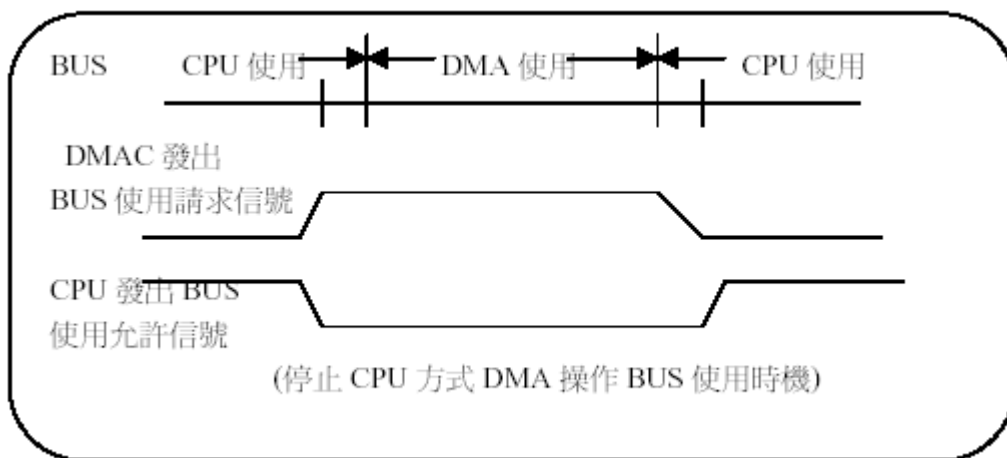 BUS CPU 使用 DMA 使用 CPU 使用
DMAC 發出
BUS 使用請求信號
CPU 發出 BUS
使用允許信號
(停止 CPU 方式 DMA 操作 BUS 使用時機)